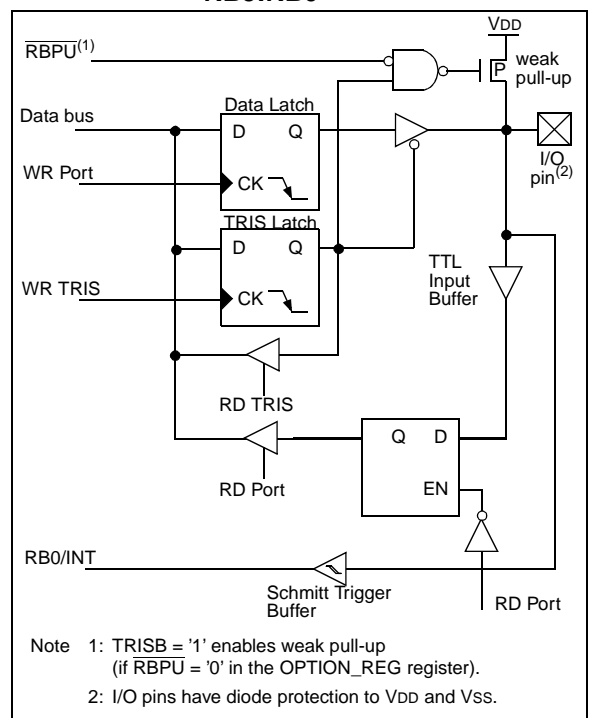 VDD
RBPU(1)
P
weak
pull-up
Data Latch
Data bus
D Q
I/O
pin(2)
WR Port
CK
TRIS Latch
D Q
TTL
Input
Buffer
WR TRIS
CK
RD TRIS
Q D
RD Port
EN
RB0/INT
Schmitt Trigger
Buffer
RD Port
Note 1: TRISB = '1' enables weak pull-up
(if RBPU = '0' in the OPTION_REG register).
2: I/O pins have diode protection to VDD and VSS.